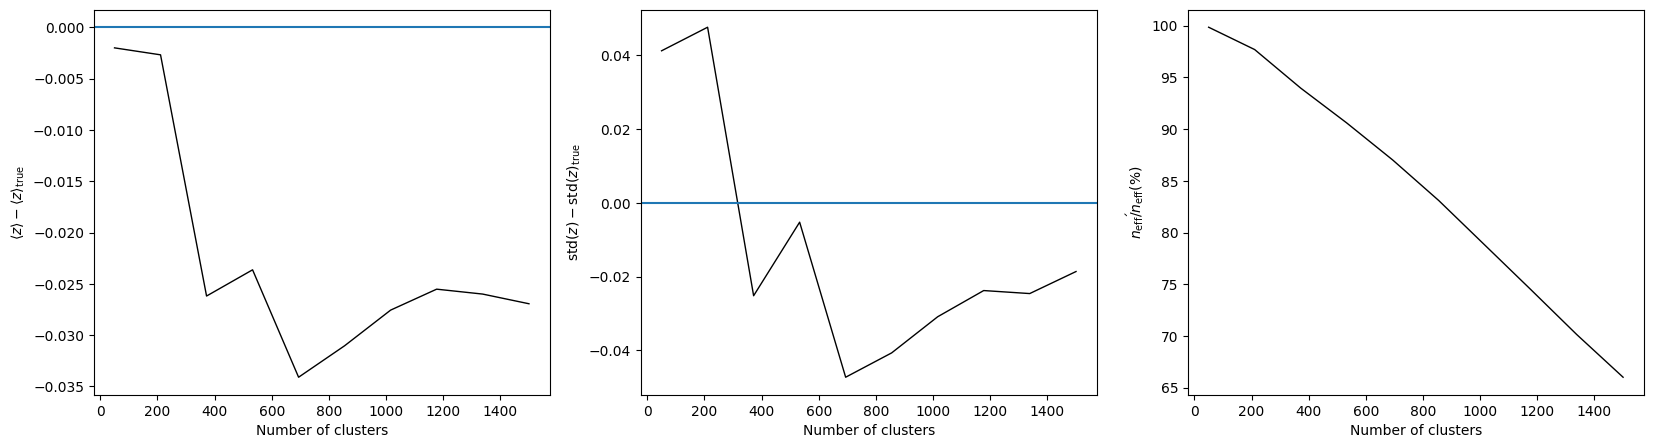 0.000
−0.005
−0.010
−0.015
−0.020
−0.025
−0.030
−0.035
⟨z⟩ − ⟨z⟩true
0 200 400 600 800 1000 1200 1400
Number of clusters
0.04
0.02
0.00
−0.02
−0.04
std(z) − std(z)true
0 200 400 600 800 1000 1200 1400
Number of clusters
100
95
90
85
80
75
70
65
n′eff/neff(%)
0 200 400 600 800 1000 1200 1400
Number of clusters